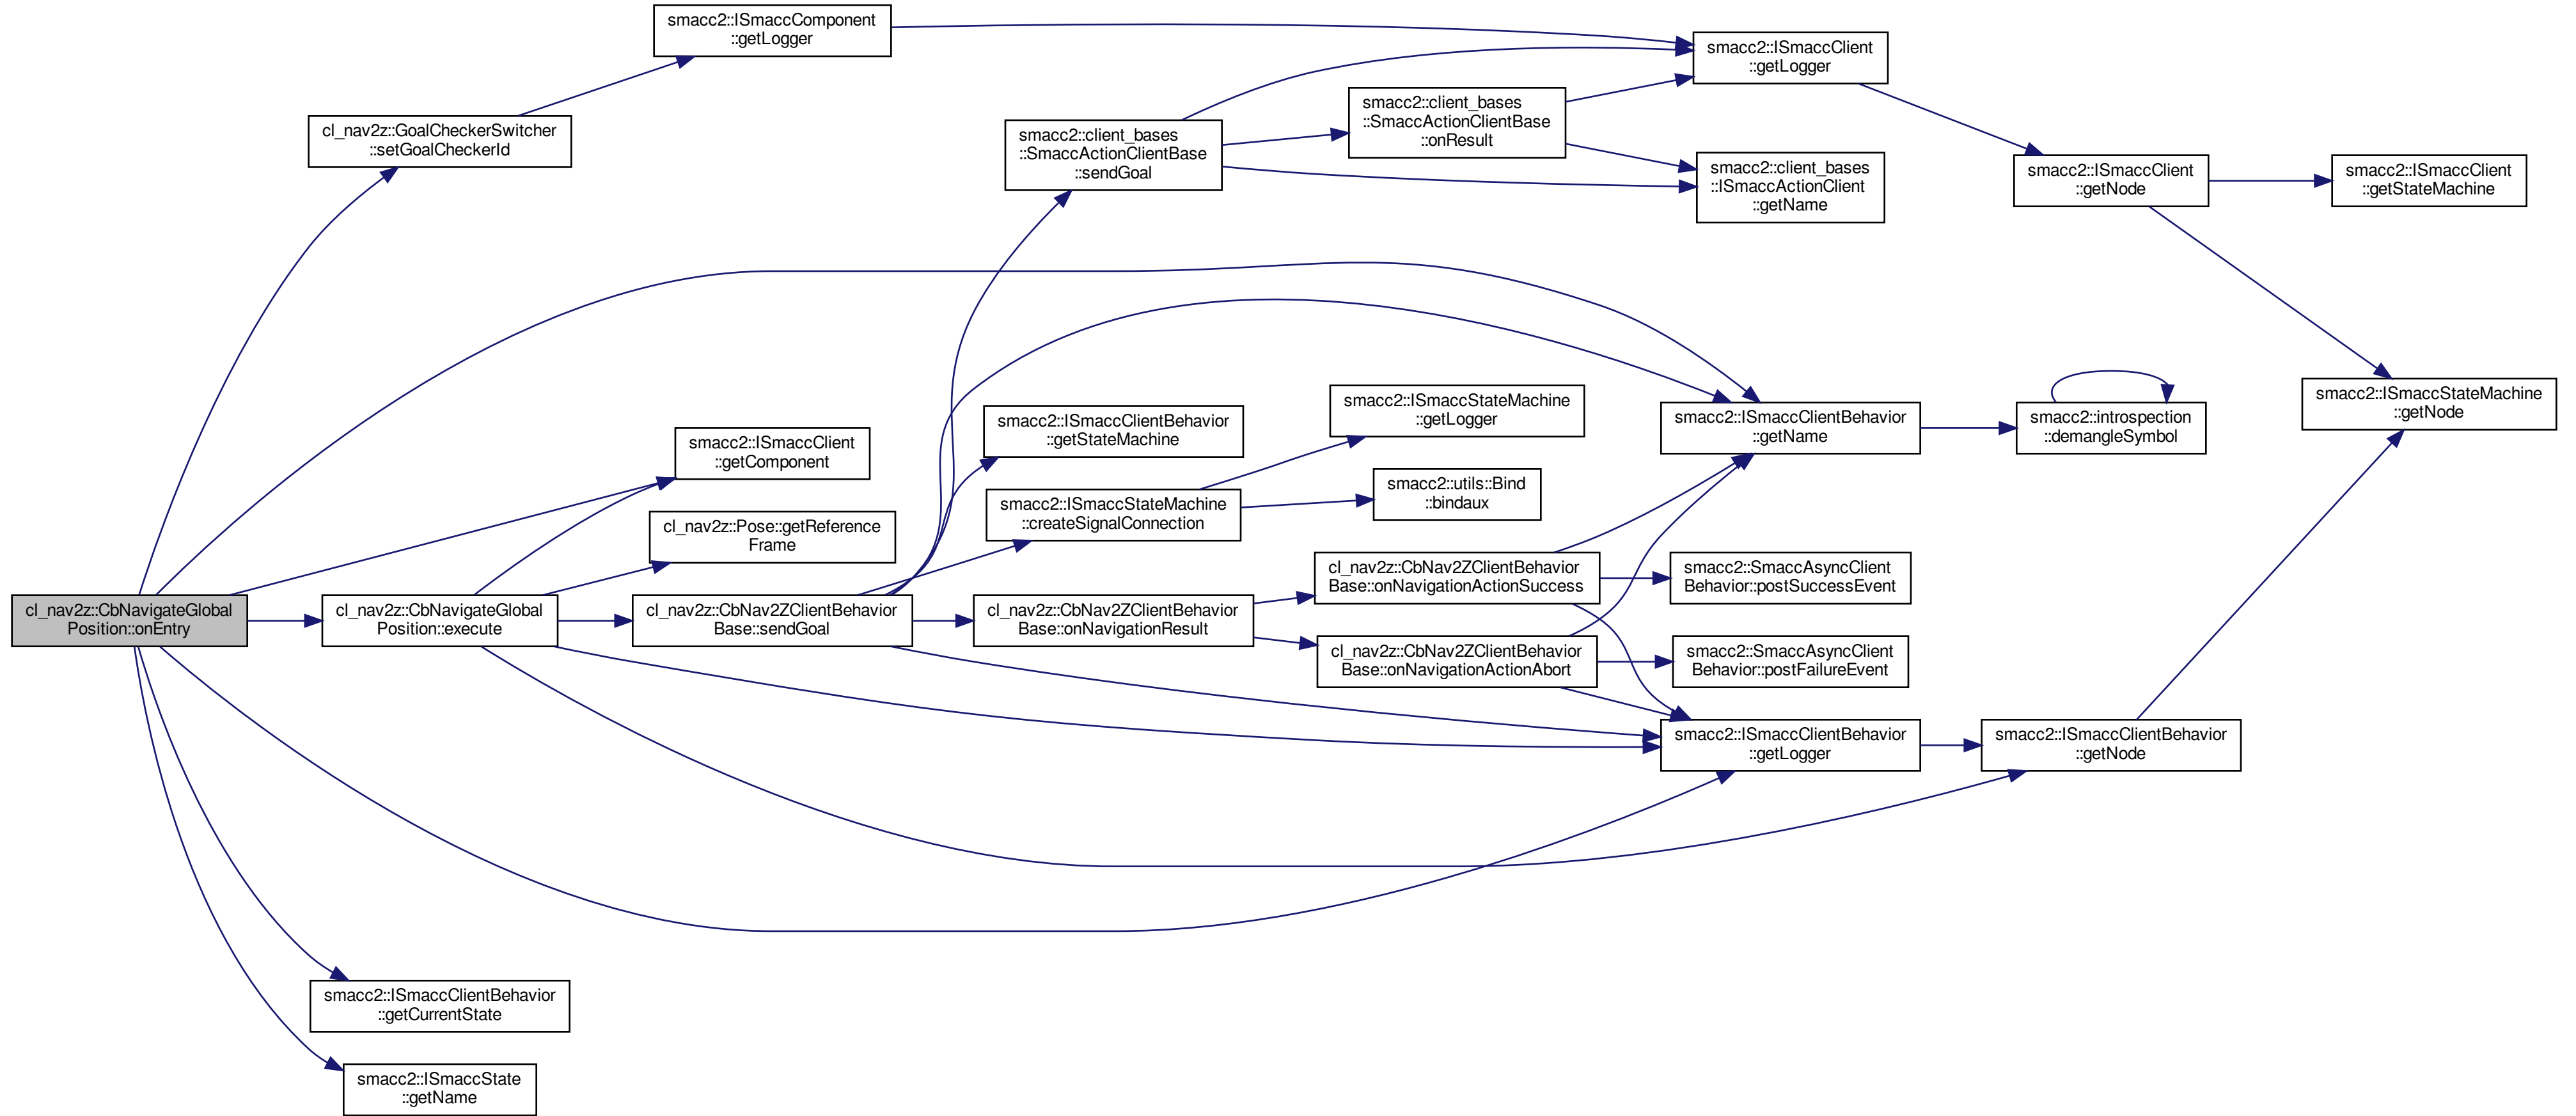 smacc2::ISmaccComponent
::getLogger
smacc2::ISmaccClient
::getLogger
cl_nav2z::GoalCheckerSwitcher
::setGoalCheckerId
smacc2::client_bases
::SmaccActionClientBase
::sendGoal
smacc2::client_bases
::SmaccActionClientBase
::onResult
smacc2::client_bases
::ISmaccActionClient
::getName
smacc2::ISmaccClient
::getNode
smacc2::ISmaccClient
::getStateMachine
smacc2::ISmaccStateMachine
::getNode
smacc2::ISmaccClient
::getComponent
smacc2::ISmaccClientBehavior
::getStateMachine
smacc2::ISmaccStateMachine
::getLogger
smacc2::ISmaccClientBehavior
::getName
smacc2::introspection
::demangleSymbol
cl_nav2z::Pose::getReference
Frame
smacc2::ISmaccStateMachine
::createSignalConnection
smacc2::utils::Bind
::bindaux
cl_nav2z::CbNavigateGlobal
Position::onEntry
cl_nav2z::CbNavigateGlobal
Position::execute
cl_nav2z::CbNav2ZClientBehavior
Base::sendGoal
cl_nav2z::CbNav2ZClientBehavior
Base::onNavigationResult
cl_nav2z::CbNav2ZClientBehavior
Base::onNavigationActionSuccess
smacc2::SmaccAsyncClient
Behavior::postSuccessEvent
cl_nav2z::CbNav2ZClientBehavior
Base::onNavigationActionAbort
smacc2::SmaccAsyncClient
Behavior::postFailureEvent
smacc2::ISmaccClientBehavior
::getLogger
smacc2::ISmaccClientBehavior
::getNode
smacc2::ISmaccClientBehavior
::getCurrentState
smacc2::ISmaccState
::getName